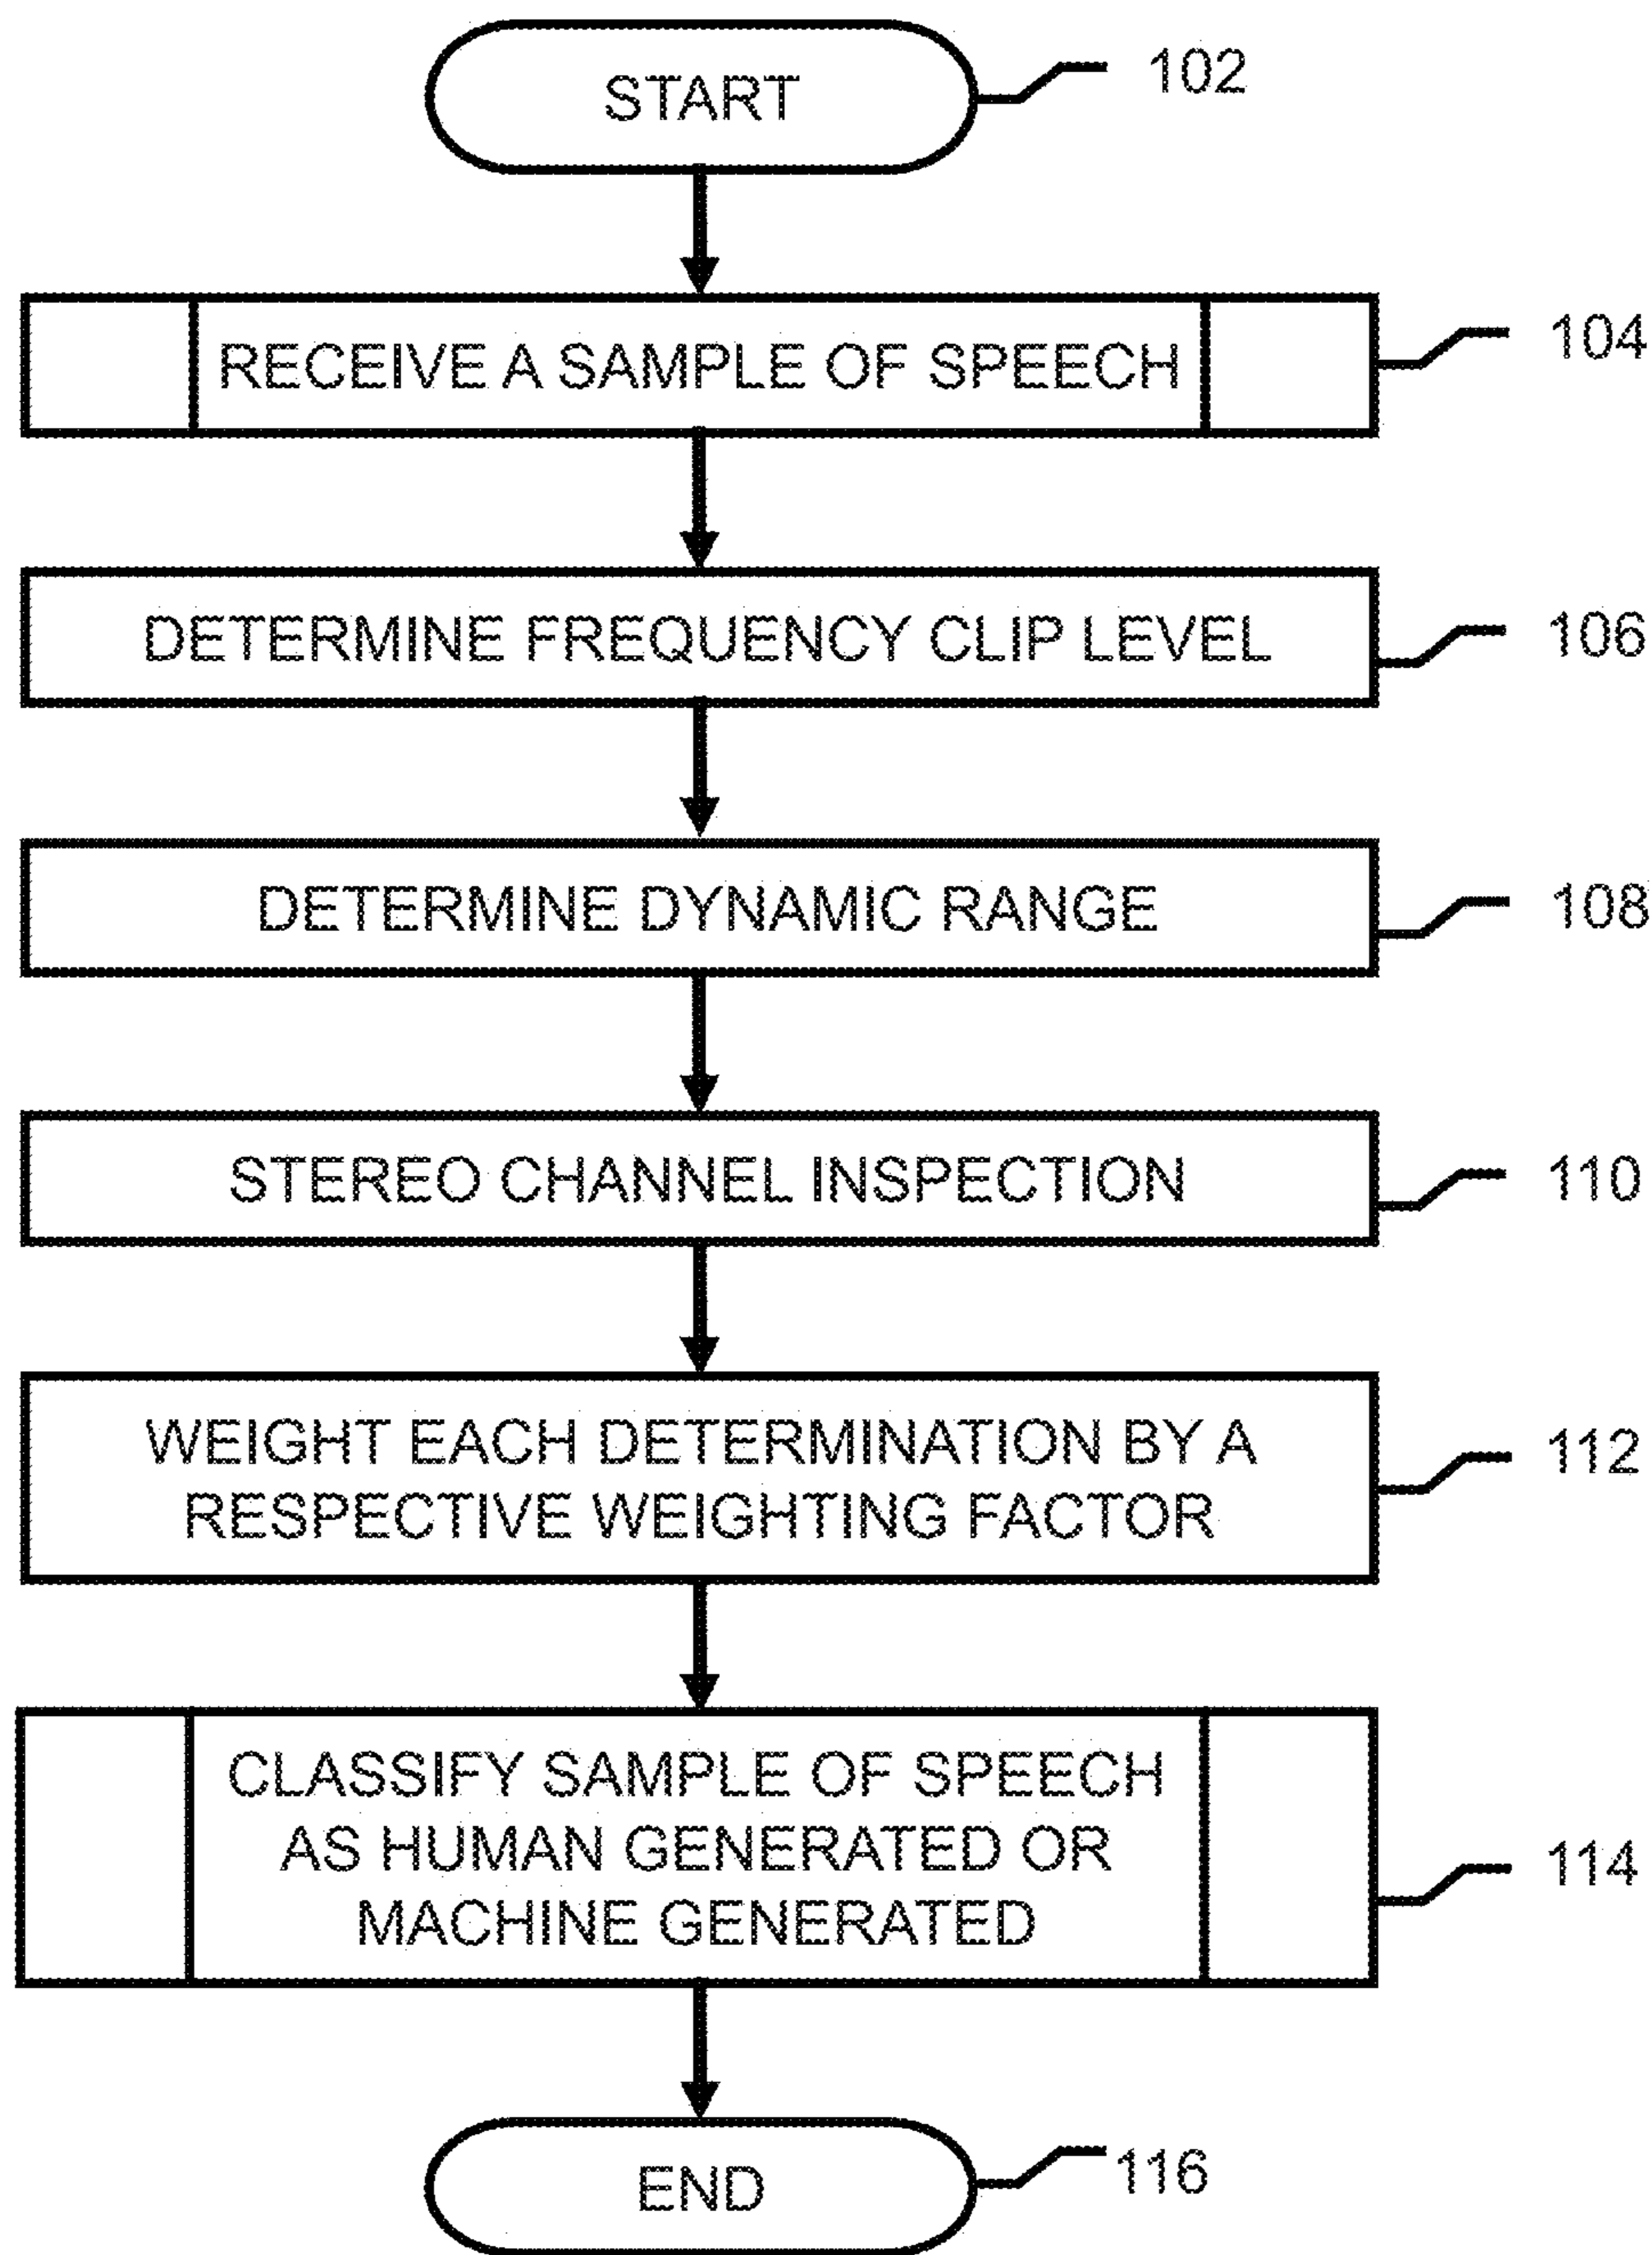 START
102
RECEIVE A SAMPLE OF SPEECH
104
DETERMINE FREQUENCY CLIP LEVEL
106
DETERMINE DYNAMIC RANGE
108
STEREO CHANNEL INSPECTION
110
WEIGHT EACH DETERMINATION BY A
RESPECTIVE WEIGHTING FACTOR
112
CLASSIFY SAMPLE OF SPEECH
AS HUMAN GENERATED OR
MACHINE GENERATED
114
END
116